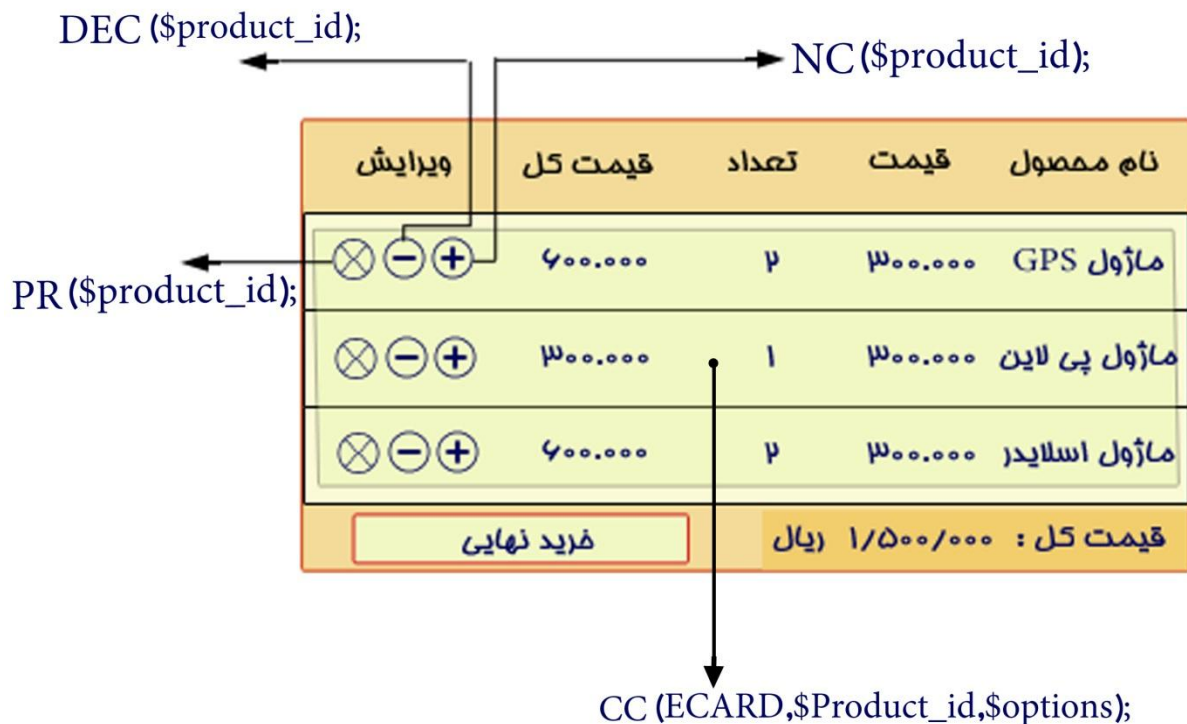 DEC ($product_id);
NC($product_id);
نام محصول قیمت تعداد قیمت کل ویرایش
ماژول GPS ۳۰۰.۰۰۰ ۲ ۶۰۰.۰۰۰
PR($product_id);
ماژول پی لاین ۳۰۰.۰۰۰ ۱ ۳۰۰.۰۰۰
ماژول اسلایدر ۳۰۰.۰۰۰ ۲ ۶۰۰.۰۰۰
قیمت کل : ۱/۵۰۰/۰۰۰ ریال خرید نهایی
CC(ECARD,$Product_id,$options);